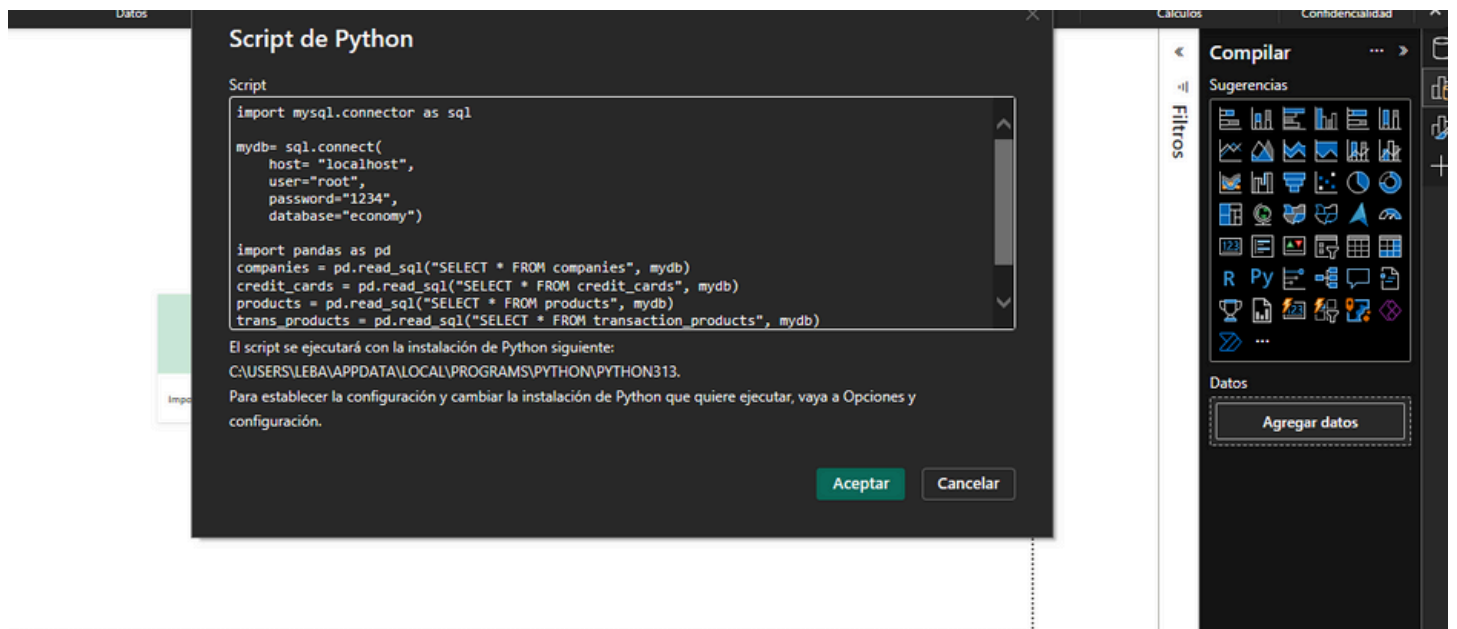 Datos
Cálculos
Confidencialidad
Script de Python
Script
import mysql.connector as sql
mydb= sql.connect(
host= "localhost",
user="root",
password="1234",
database="economy")
import pandas as pd
companies = pd.read_sql("SELECT * FROM companies", mydb)
credit_cards = pd.read_sql("SELECT * FROM credit_cards", mydb)
products = pd.read_sql("SELECT * FROM products", mydb)
trans_products = pd.read_sql("SELECT * FROM transaction_products", mydb)
El script se ejecutará con la instalación de Python siguiente:
C:\USERS\LEBA\APPDATA\LOCAL\PROGRAMS\PYTHON\PYTHON313.
Para establecer la configuración y cambiar la instalación de Python que quiere ejecutar, vaya a Opciones y
configuración.
Aceptar
Cancelar
Impo
Filtros
Compilar
Sugerencias
123
R
Py
123
Datos
Agregar datos